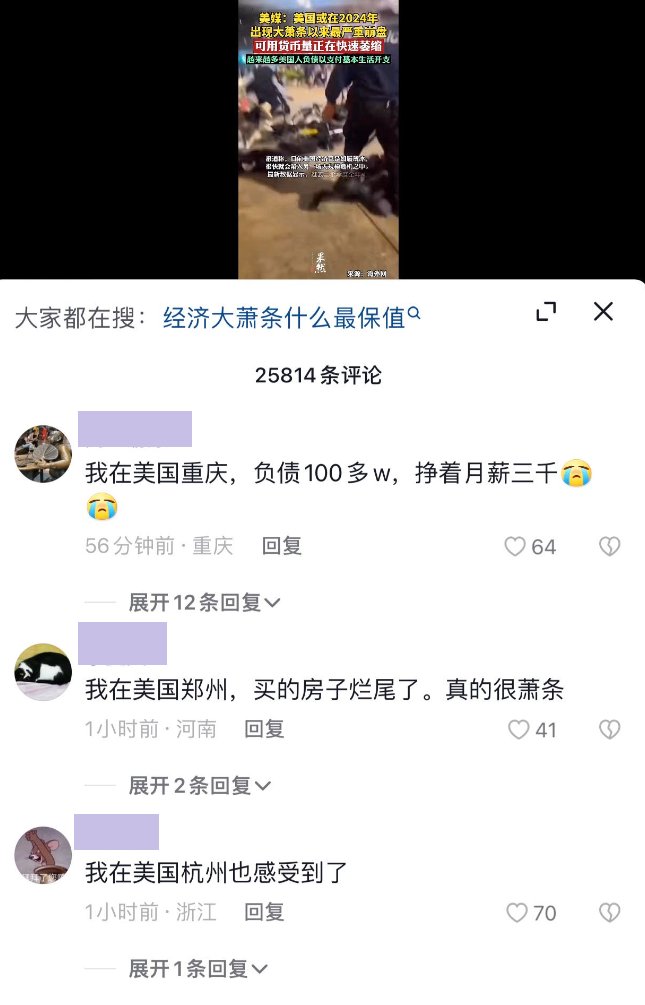 美媒：美国或在2024年
出现大萧条以来最严重崩盘
可用货币量正在快速萎缩
越来越多美国人负债以支付基本生活开支
果然
来源：海外网
大家都在搜：经济大萧条什么最保值
25814条评论
我在美国重庆，负债100多w，挣着月薪三千😭
😭
56分钟前·重庆 回复 64
展开12条回复
我在美国郑州，买的房子烂尾了。真的很萧条
1小时前·河南 回复 41
展开2条回复
我在美国杭州也感受到了
1小时前·浙江 回复 70
展开1条回复